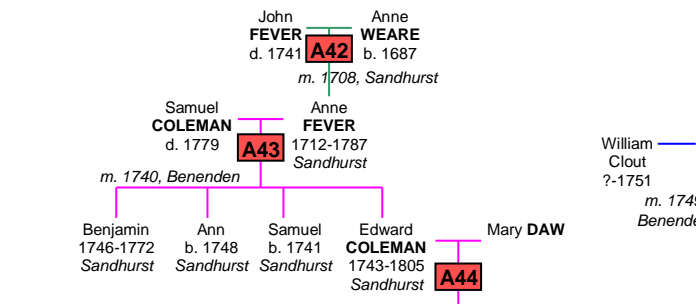 John
FEVER
d. 1741
A42
Anne
WEARE
b. 1687
m. 1708, Sandhurst
Samuel
COLEMAN
d. 1779
A43
Anne
FEVER
1712-1787
Sandhurst
m. 1740, Benenden
William
Clout
?-1751
m. 1749
Benende
Benjamin
1746-1772
Sandhurst
Ann
b. 1748
Sandhurst
Samuel
b. 1741
Sandhurst
Edward
COLEMAN
1743-1805
Sandhurst
A44
Mary DAW